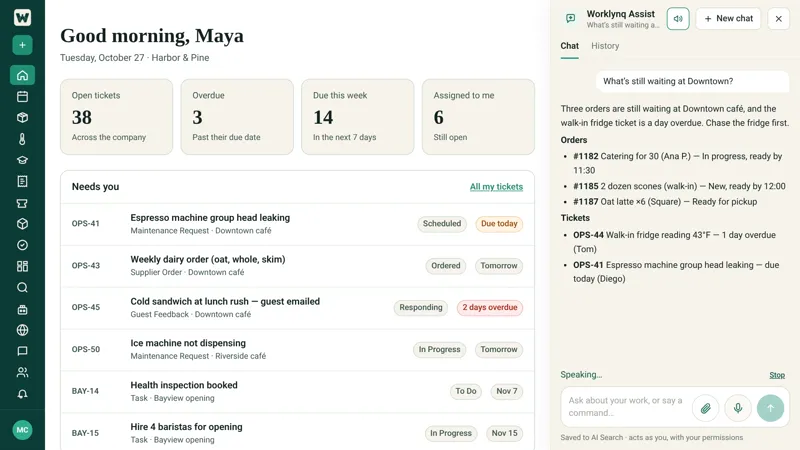 W
Good morning, Maya
Tuesday, October 27 · Harbor & Pine
Open tickets
38
Across the company
Overdue
3
Past their due date
Due this week
14
In the next 7 days
Assigned to me
6
Still open
Needs you
All my tickets
OPS-41
Espresso machine group head leaking
Maintenance Request · Downtown café
Scheduled
Due today
OPS-43
Weekly dairy order (oat, whole, skim)
Supplier Order · Downtown café
Ordered
Tomorrow
OPS-45
Cold sandwich at lunch rush — guest emailed
Guest Feedback · Downtown café
Responding
2 days overdue
OPS-50
Ice machine not dispensing
Maintenance Request · Riverside café
In Progress
Tomorrow
BAY-14
Health inspection booked
Task · Bayview opening
To Do
Nov 7
BAY-15
Hire 4 baristas for opening
Task · Bayview opening
In Progress
Nov 15
MC
Worklynq Assist
What's still waiting a...
New chat
Chat
History
What's still waiting at Downtown?
Three orders are still waiting at Downtown café, and the
walk-in fridge ticket is a day overdue. Chase the fridge first.
Orders
• #1182 Catering for 30 (Ana P.) — In progress, ready by
11:30
• #1185 2 dozen scones (walk-in) — New, ready by 12:00
• #1187 Oat latte ×6 (Square) — Ready for pickup
Tickets
• OPS-44 Walk-in fridge reading 43°F — 1 day overdue
(Tom)
• OPS-41 Espresso machine group head leaking — due
today (Diego)
Speaking...
Stop
Ask about your work, or say a
command...
Saved to AI Search · acts as you, with your permissions